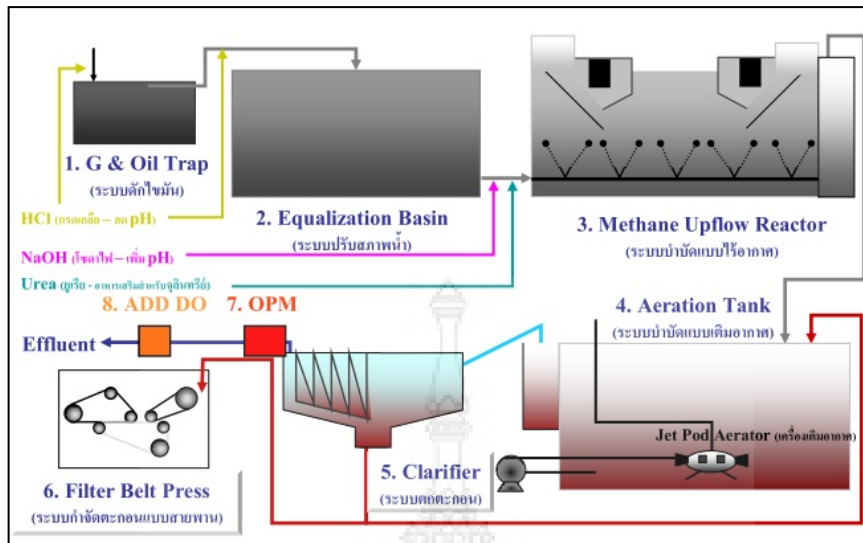 1. G & Oil Trap
(ระบบดักไขมัน)
HCl (กรดเกลือ – ลด pH)
2. Equalization Basin
(ระบบปรับสภาพน้ำ)
3. Methane Upflow Reactor
(ระบบบำบัดแบบไร้อากาศ)
NaOH (โซดาไฟ – เพิ่ม pH)
Urea (ยูเรีย - อาหารเสริมสำหรับจุลินทรีย์)
8. ADD DO
7. OPM
4. Aeration Tank
(ระบบบำบัดแบบเติมอากาศ)
Effluent
Jet Pod Aerator (เครื่องเติมอากาศ)
5. Clarifier
(ระบบตกตะกอน)
6. Filter Belt Press
(ระบบกำจัดตะกอนแบบสายพาน)